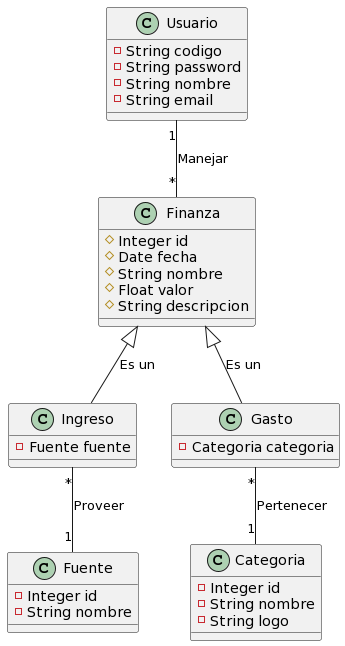 C Usuario
String codigo
String password
String nombre
String email
1
Manejar
*
C Finanza
Integer id
Date fecha
String nombre
Float valor
String descripcion
Es un
Es un
C Ingreso
Fuente fuente
C Gasto
Categoria categoria
*
Proveer
1
*
Pertenecer
1
C Fuente
Integer id
String nombre
C Categoria
Integer id
String nombre
String logo